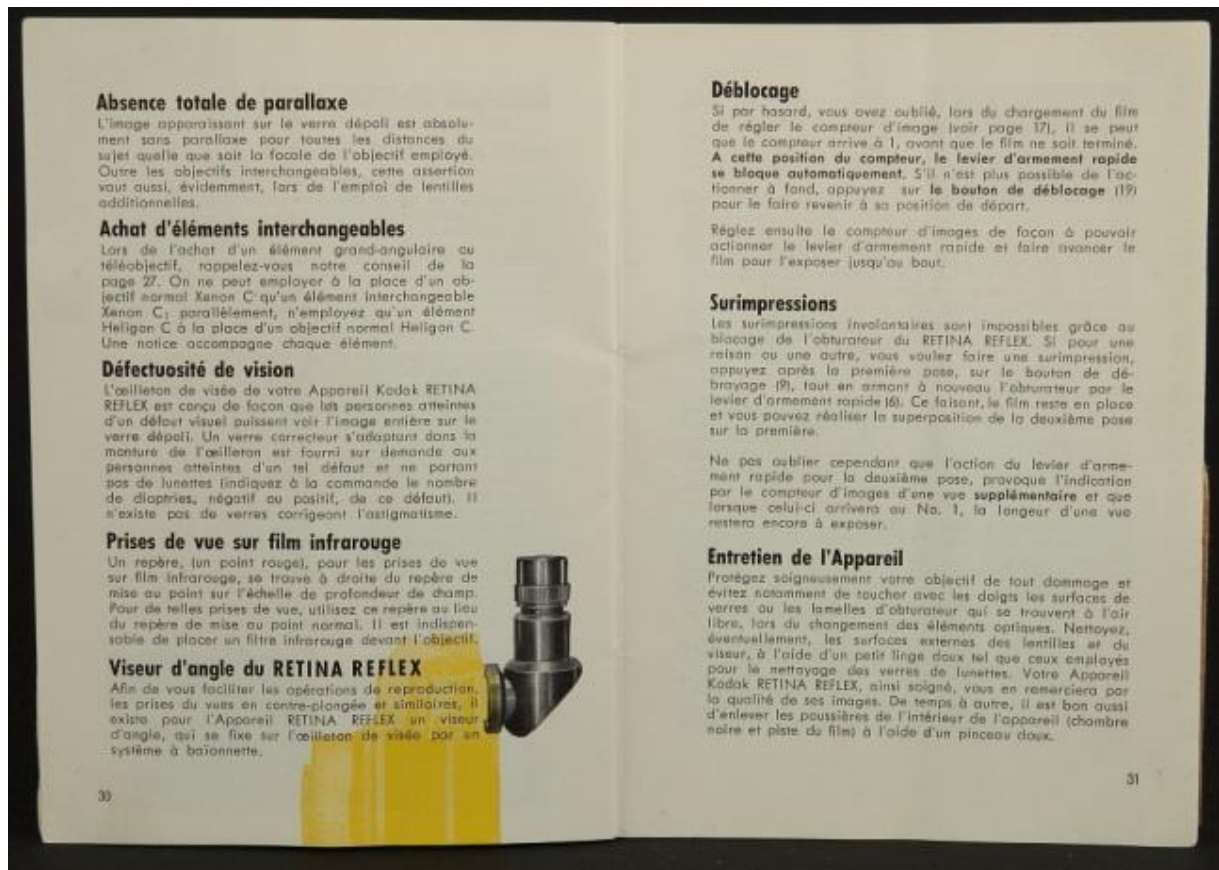 Absence totale de parallaxe
L'image apparaissant sur le verre dépoli est absolu-
ment sans parallaxe pour toutes les distances du
sujet quelle que soit la focale de l'objectif employé.
Outre les objectifs interchangeables, cette assertion
vaut aussi, évidemment, lors de l'emploi de lentilles
additionnelles.
Achat d'éléments interchangeables
Lors de l'achat d'un élément grand-angulaire ou
téléobjectif, rappelez-vous notre conseil de la
page 27. On ne peut employer à la place d'un ob-
jectif normal Xenon C qu'un élément interchangeable
Xenon C; parallèlement, n'employez qu'un élément
Heligon C à la place d'un objectif normal Heligon C.
Une notice accompagne chaque élément.
Défectuosité de vision
L'œilleton de visée de votre Appareil Kodak RETINA
REFLEX est conçu de façon que les personnes atteintes
d'un défaut visuel puissent voir l'image entière sur le
verre dépoli. Un verre correcteur s'adaptant dans la
monture de l'œilleton est fourni sur demande aux
personnes atteintes d'un tel défaut et ne portant
pas de lunettes (indiquez à la commande le nombre
de dioptries, négatif ou positif, de ce défaut). Il
n'existe pas de verres corrigeant l'astigmatisme.
Prises de vue sur film infrarouge
Un repère, (un point rouge), pour les prises de vue
sur film infrarouge, se trouve à droite du repère de
mise au point sur l'échelle de profondeur de champ.
Pour de telles prises de vue, utilisez ce repère au lieu
du repère de mise au point normal. Il est indispen-
sable de placer un filtre infrarouge devant l'objectif.
Viseur d'angle du RETINA REFLEX
Afin de vous faciliter les opérations de reproduction,
les prises du vues en contre-plongée et similaires, il
existe pour l'Appareil RETINA REFLEX un viseur
d'angle, qui se fixe sur l'œilleton de visée par un
système à baïonnette.
30
Déblocage
Si par hasard, vous avez oublié, lors du chargement du film
de régler le compteur d'image (voir page 17), il se peut
que le compteur arrive à 1, avant que le film ne soit terminé.
A cette position du compteur, le levier d'armement rapide
se bloque automatiquement. S'il n'est plus possible de l'ac-
tionner à fond, appuyez sur le bouton de déblocage (19)
pour le faire revenir à sa position de départ.
Réglez ensuite le compteur d'images de façon à pouvoir
actionner le levier d'armement rapide et faire avancer le
film pour l'exposer jusqu'au bout.
Surimpressions
Les surimpressions involontaires sont impossibles grâce au
blocage de l'obturateur du RETINA REFLEX. Si pour une
raison ou une autre, vous voulez faire une surimpression,
appuyez après la première pose, sur le bouton de dé-
brayage (9), tout en armant à nouveau l'obturateur par le
levier d'armement rapide (6). Ce faisant, le film reste en place
et vous pouvez réaliser la superposition de la deuxième pose
sur la première.
Ne pas oublier cependant que l'action du levier d'arme-
ment rapide pour la deuxième pose, provoque l'indication
par le compteur d'images d'une vue supplémentaire et que
lorsque celui-ci arrivera au No. 1, la longeur d'une vue
restera encore à exposer.
Entretien de l'Appareil
Protégez soigneusement votre objectif de tout dommage et
évitez notamment de toucher avec les doigts les surfaces de
verres ou les lamelles d'obturateur qui se trouvent à l'air
libre, lors du changement des éléments optiques. Nettoyez,
éventuellement, les surfaces externes des lentilles et du
viseur, à l'aide d'un petit linge doux tel que ceux employés
pour le nettoyage des verres de lunettes. Votre Appareil
Kodak RETINA REFLEX, ainsi soigné, vous en remerciera par
la qualité de ses images. De temps à autre, il est bon aussi
d'enlever les poussières de l'intérieur de l'appareil (chambre
noire et piste du film) à l'aide d'un pinceau doux.
31